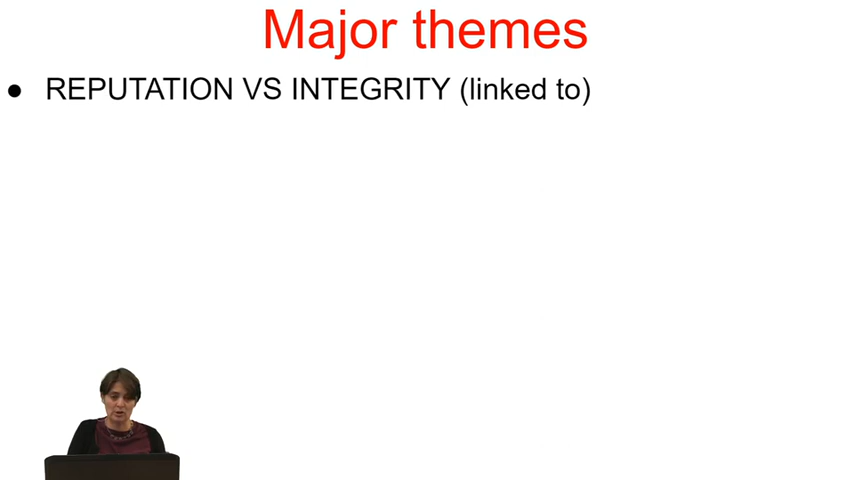 Major themes
● REPUTATION VS INTEGRITY (linked to)